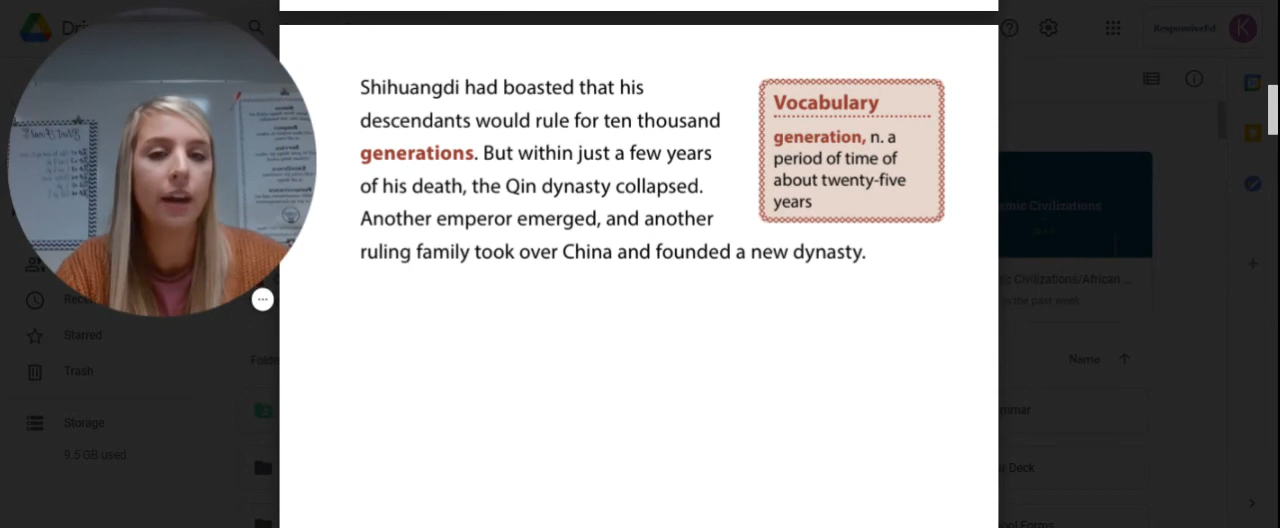 Shihuangdi had boasted that his
descendants would rule for ten thousand
generations. But within just a few years
of his death, the Qin dynasty collapsed.
Another emperor emerged, and another
ruling family took over China and founded a new dynasty.
Vocabulary
generation, n. a
period of time of
about twenty-five
years
ResponsiveEd
K
Starred
Trash
Storage
9.5 GB used
Name